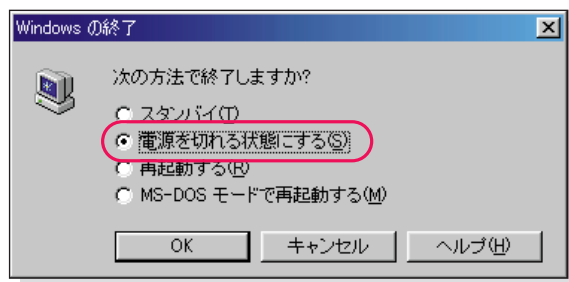 Windows の終了
次の方法で終了しますか?
スタンバイ(T)
電源を切れる状態にする(S)
再起動する(R)
MS-DOS モードで再起動する(M)
OK キャンセル ヘルプ(H)